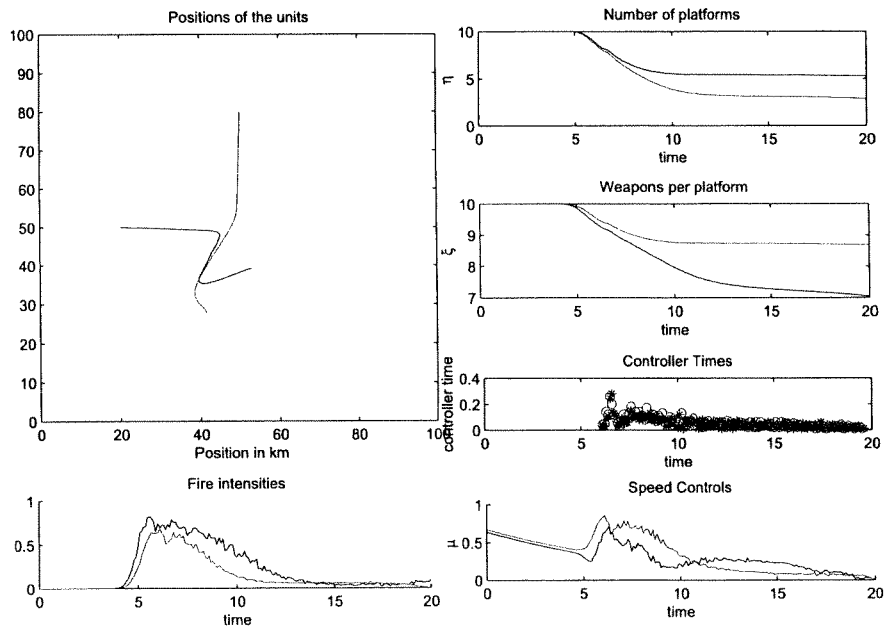 Positions of the units
100
90
80
70
60
50
40
30
20
10
0
0 20 40 60 80 100
Position in km
Number of platforms
10
5
0
η
0 5 10 15 20
time
Weapons per platform
10
9
8
7
ξ
0 5 10 15 20
time
Controller Times
0.4
0.2
0
controller time
0 5 10 15 20
time
Fire intensities
1
0.5
0
0 5 10 15 20
time
Speed Controls
1
0.5
0
μ
0 5 10 15 20
time